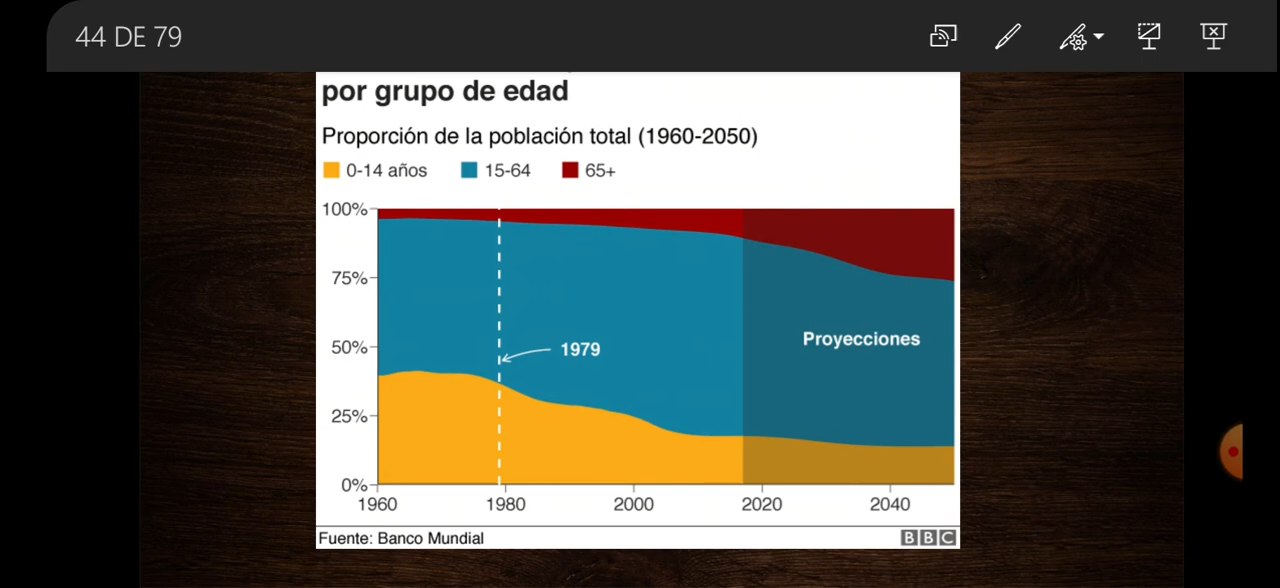 44 DE 79
por grupo de edad
Proporción de la población total (1960-2050)
0-14 años 15-64 65+
100%
75%
50%
25%
0%
1979
Proyecciones
1960 1980 2000 2020 2040
Fuente: Banco Mundial BBC